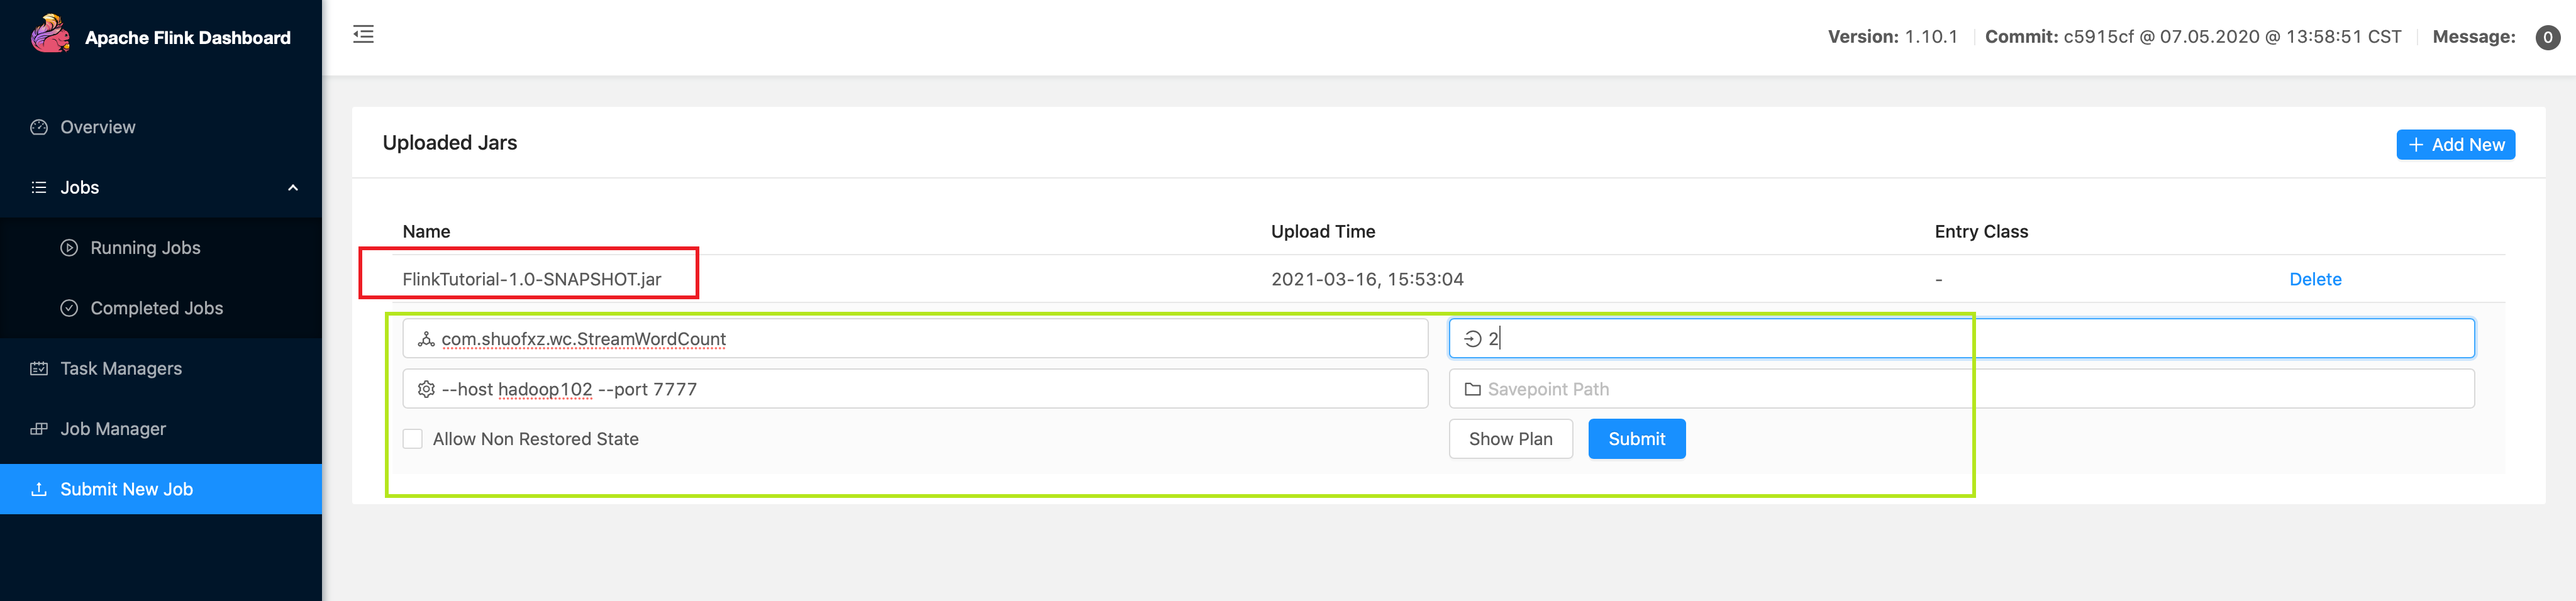 Apache Flink Dashboard
Version: 1.10.1 Commit: c5915cf @ 07.05.2020 @ 13:58:51 CST Message: 0
Overview
Jobs
Running Jobs
Completed Jobs
Task Managers
Job Manager
Submit New Job
Uploaded Jars
+ Add New
Name Upload Time Entry Class
FlinkTutorial-1.0-SNAPSHOT.jar 2021-03-16, 15:53:04 - Delete
com.shuofxz.wc.StreamWordCount 2
--host hadoop102 --port 7777 Savepoint Path
Allow Non Restored State Show Plan Submit